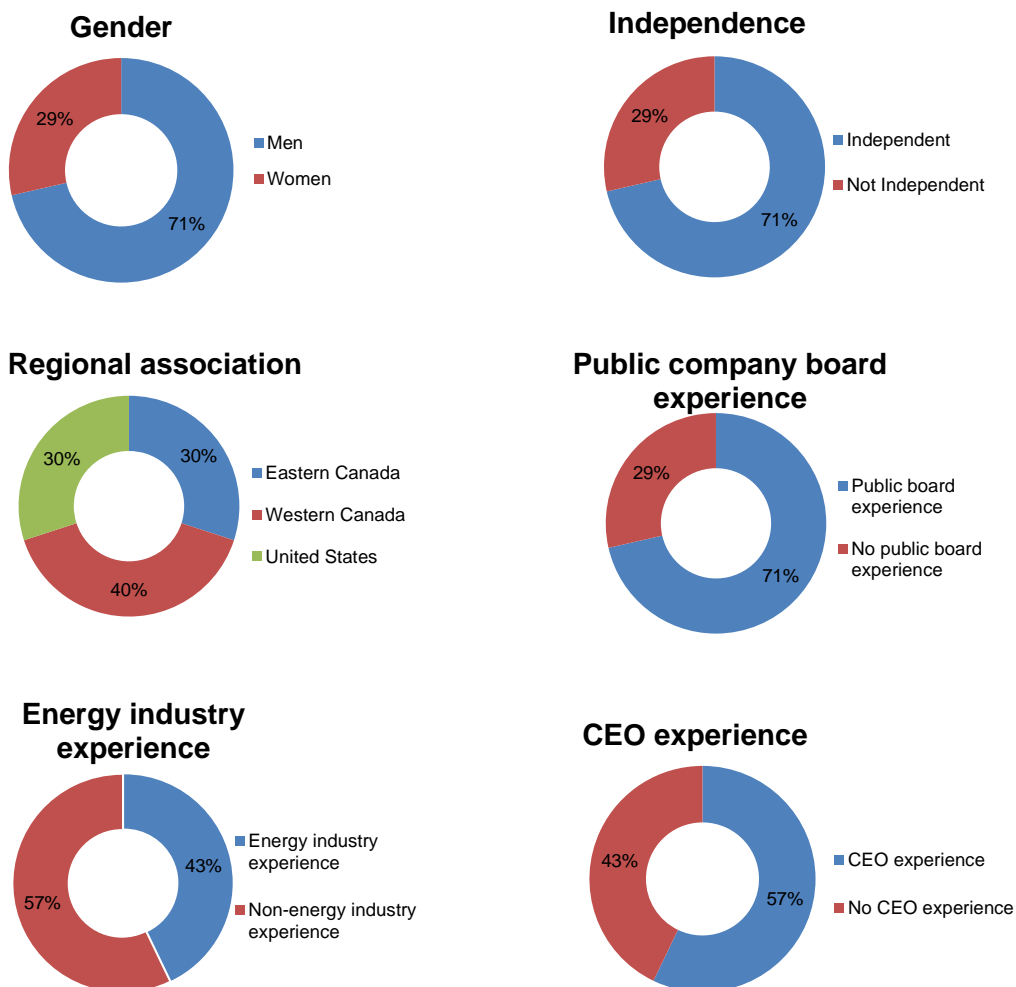 Gender
29%
71%
Men
Women
Independence
29%
71%
Independent
Not Independent
Regional association
30%
30%
40%
Eastern Canada
Western Canada
United States
Public company board
experience
29%
71%
Public board
experience
No public board
experience
Energy industry
experience
43%
57%
Energy industry
experience
Non-energy industry
experience
CEO experience
43%
57%
CEO experience
No CEO experience